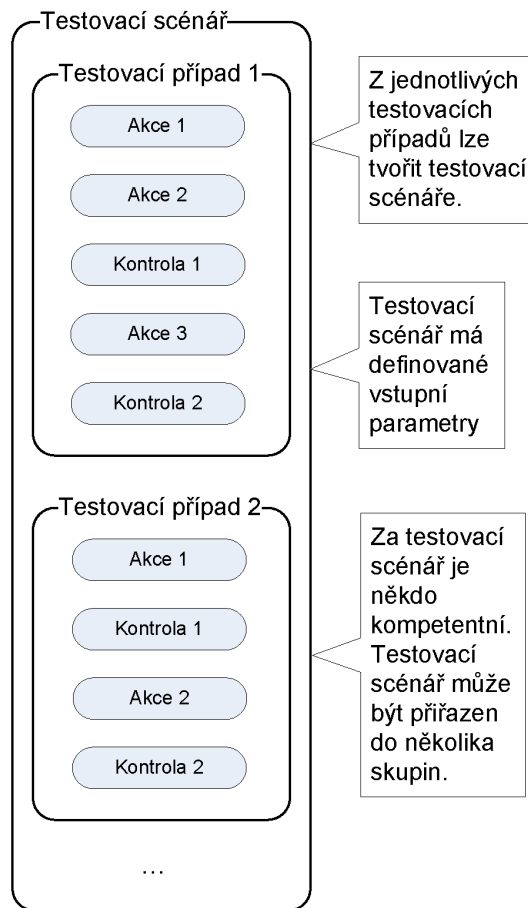 Testovací scénář
Testovací případ 1
Akce 1
Akce 2
Kontrola 1
Akce 3
Kontrola 2
Z jednotlivých
testovacích
případů lze
tvořit testovací
scénáře.
Testovací
scénář má
definované
vstupní
parametry
Testovací případ 2
Akce 1
Kontrola 1
Akce 2
Kontrola 2
Za testovací
scénář je
někdo
kompetentní.
Testovací
scénář může
být přiřazen
do několika
skupin.
...